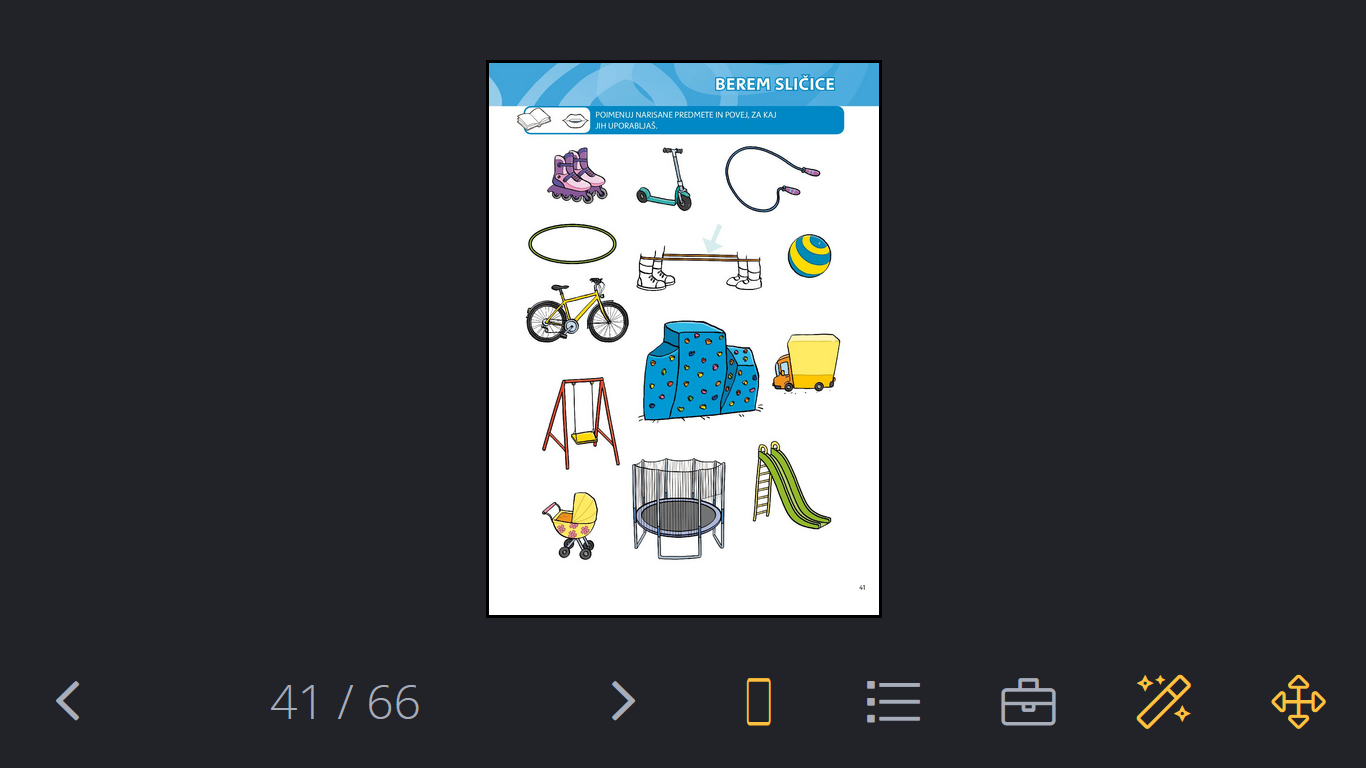 BEREM SLIČICE
POIMENUJ NARISANE PREDMETE IN POVEJ, ZA KAJ
JIH UPORABLJAŠ.
41
41 / 66